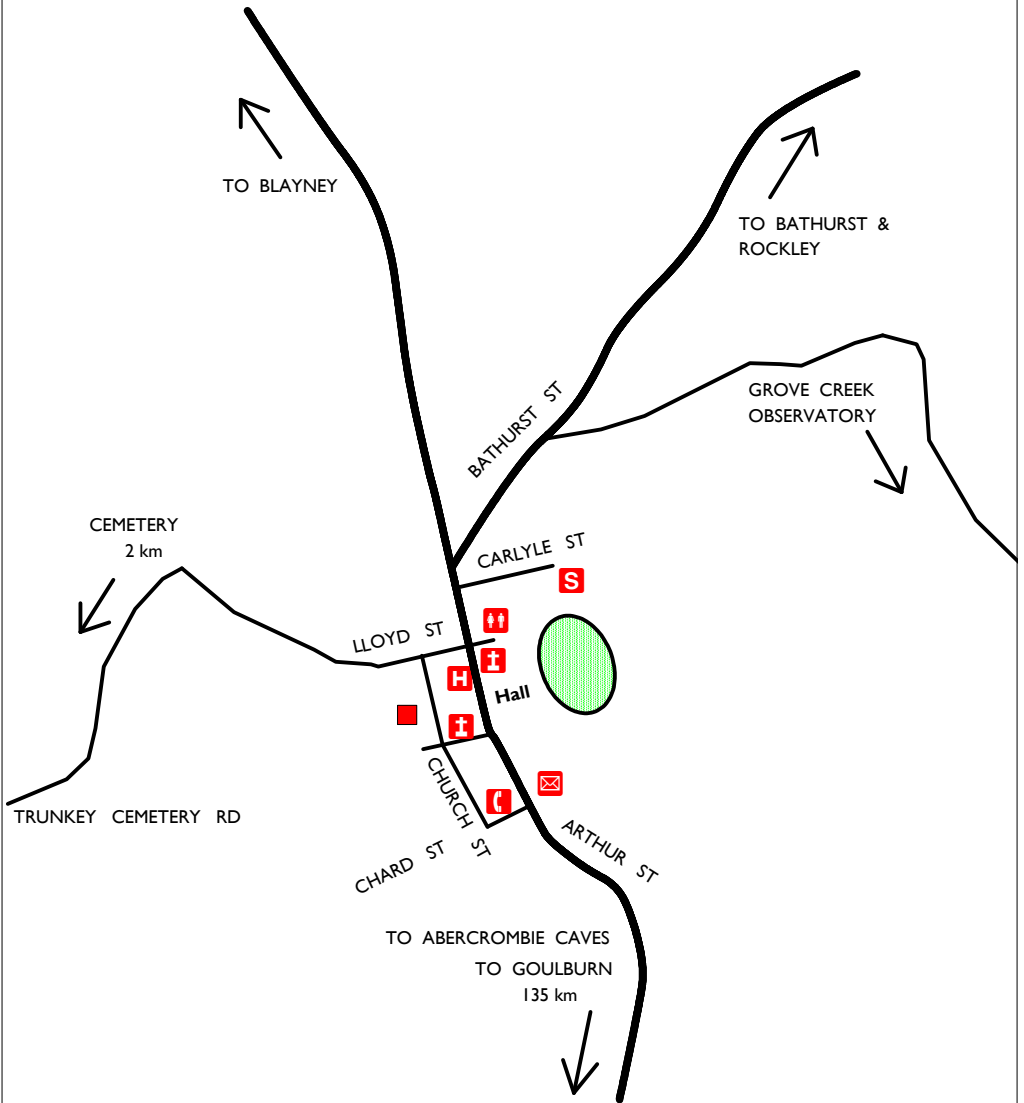 TO BLAYNEY
TO BATHURST &
ROCKLEY
BATHURST ST
GROVE CREEK
OBSERVATORY
CEMETERY
2 km
CARLYLE ST
S
LLOYD ST
H
Hall
CHURCH ST
TRUNKEY CEMETERY RD
CHARD ST
ARTHUR ST
TO ABERCROMBIE CAVES
TO GOULBURN
135 km